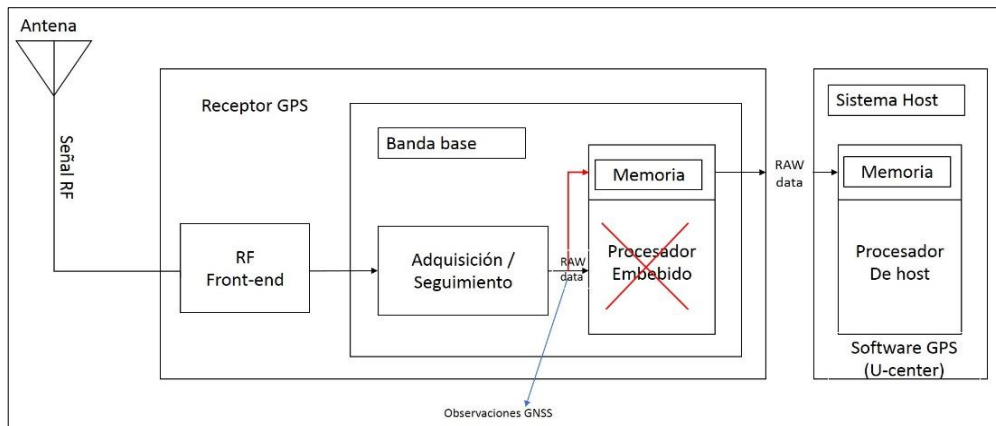 Antena
Señal RF
Receptor GPS
Banda base
RF
Front-end
Adquisición /
Seguimiento
RAW
data
Memoria
Procesador
Embebido
RAW
data
Sistema Host
Memoria
Procesador
De host
Software GPS
(U-center)
Observaciones GNSS